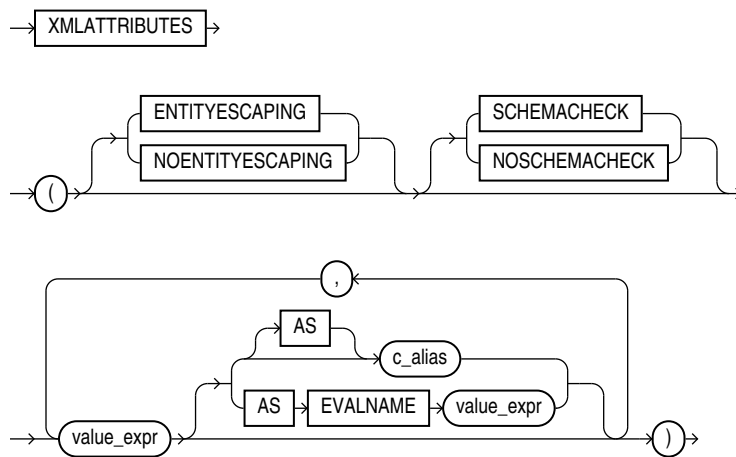 XMLATTRIBUTES
ENTITYESCAPING SCHEMACHECK
NOENTITYESCAPING NOSCHEMACHECK
(
,
AS
c_alias
AS EVALNAME value_expr
value_expr )